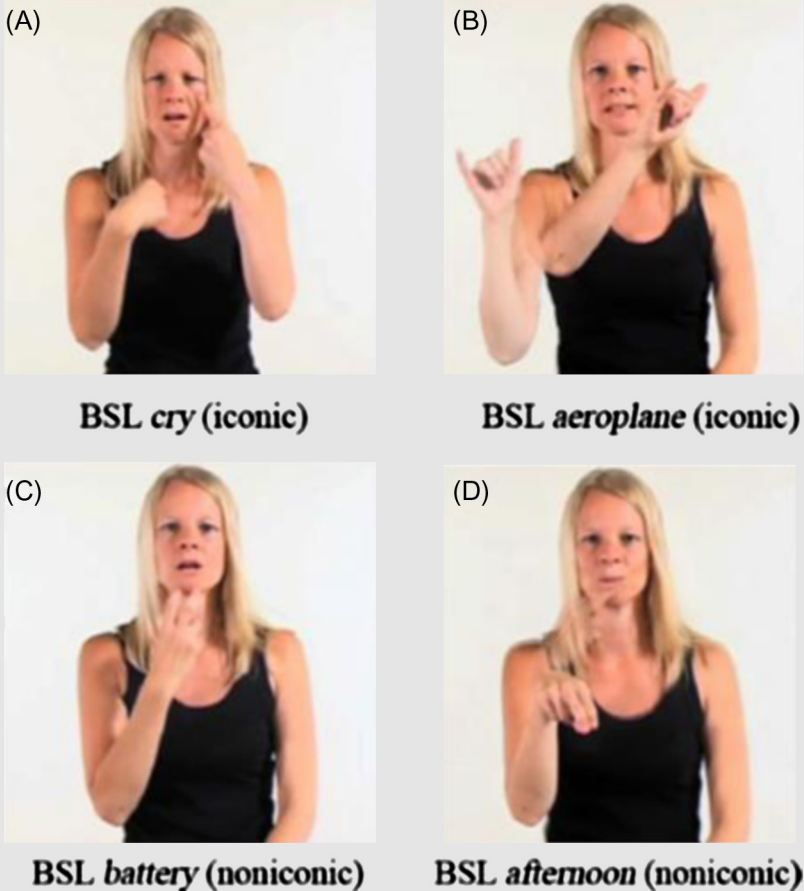 (A)
(B)
BSL cry (iconic)
BSL aeroplane (iconic)
(C)
(D)
BSL battery (noniconic)
BSL afternoon (noniconic)